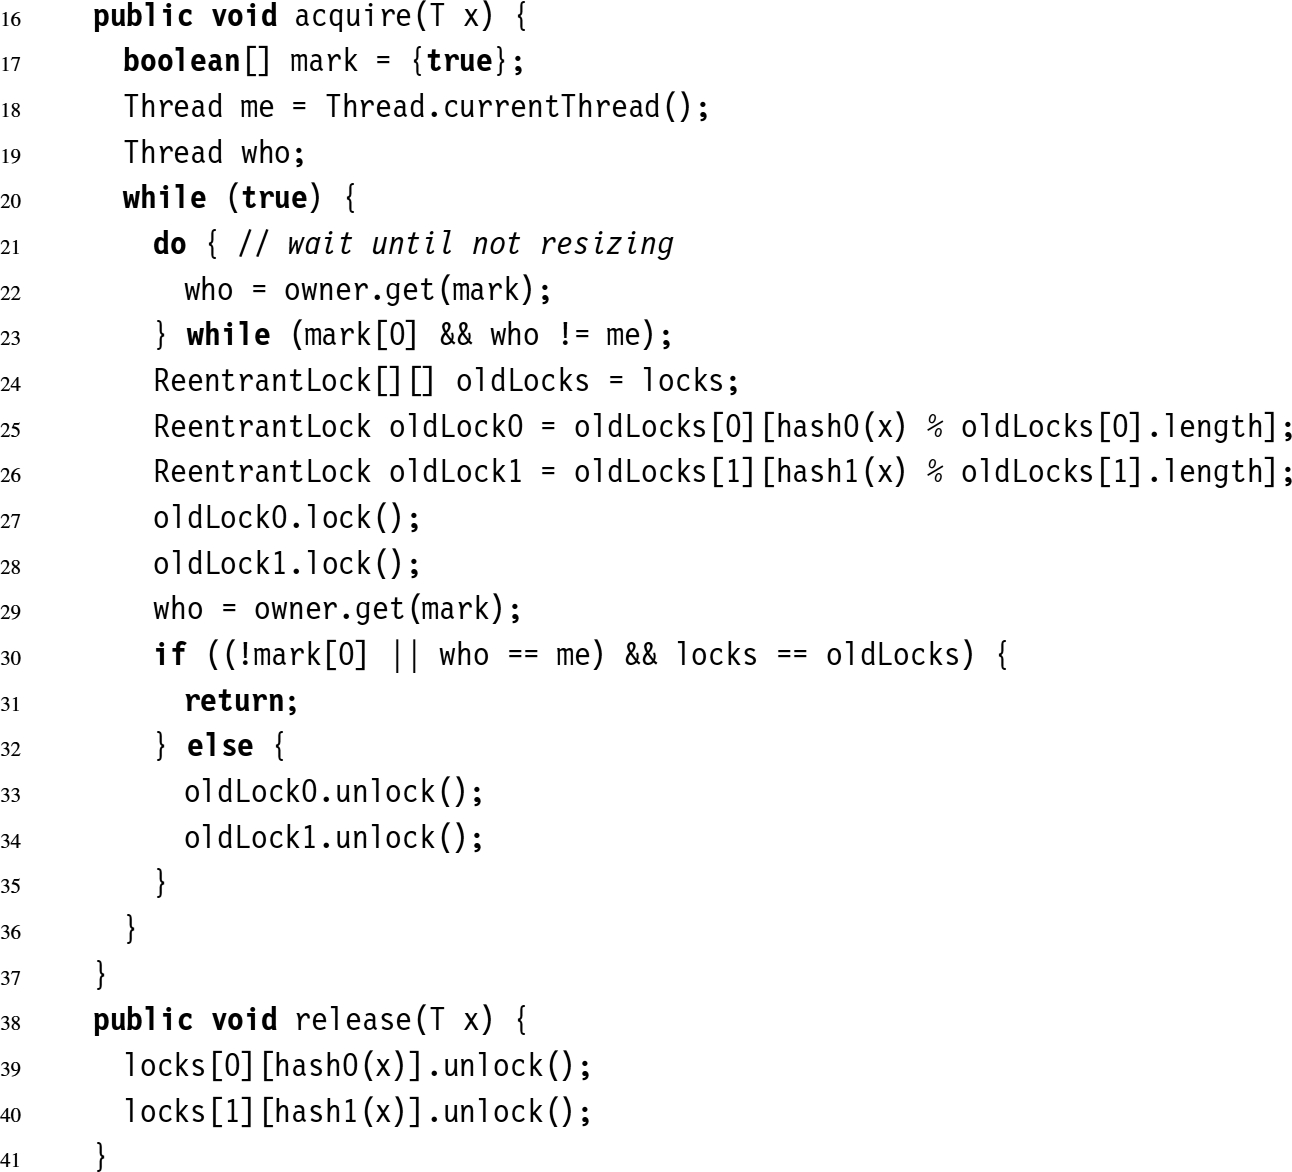 16 public void acquire(T x) {
17 boolean[] mark = {true};
18 Thread me = Thread.currentThread();
19 Thread who;
20 while (true) {
21 do { // wait until not resizing
22 who = owner.get(mark);
23 } while (mark[0] && who != me);
24 ReentrantLock[][] oldLocks = locks;
25 ReentrantLock oldLock0 = oldLocks[0][hash0(x) % oldLocks[0].length];
26 ReentrantLock oldLock1 = oldLocks[1][hash1(x) % oldLocks[1].length];
27 oldLock0.lock();
28 oldLock1.lock();
29 who = owner.get(mark);
30 if ((!mark[0] || who == me) && locks == oldLocks) {
31 return;
32 } else {
33 oldLock0.unlock();
34 oldLock1.unlock();
35 }
36 }
37 }
38 public void release(T x) {
39 locks[0][hash0(x)].unlock();
40 locks[1][hash1(x)].unlock();
41 }